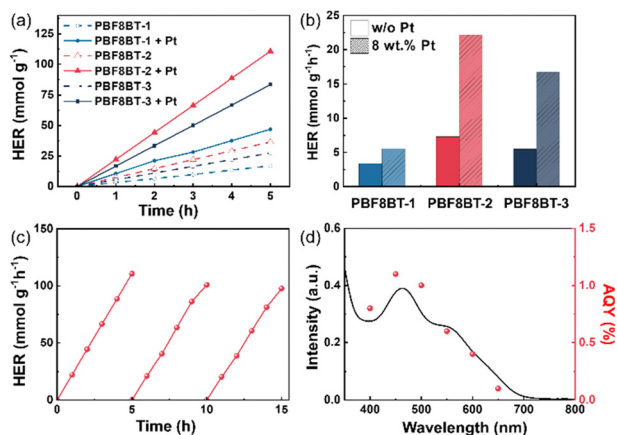 (a)
HER (mmol g⁻¹)
125
100
75
50
25
0
PBF8BT-1
PBF8BT-1 + Pt
PBF8BT-2
PBF8BT-2 + Pt
PBF8BT-3
PBF8BT-3 + Pt
0 1 2 3 4 5
Time (h)
(b)
HER (mmol g⁻¹h⁻¹)
25
20
15
10
5
0
w/o Pt
8 wt.% Pt
PBF8BT-1 PBF8BT-2 PBF8BT-3
(c)
HER (mmol g⁻¹h⁻¹)
150
100
50
0
0 5 10 15
Time (h)
(d)
Intensity (a.u.)
0.6
0.4
0.2
0.0
400 500 600 700 800
Wavelength (nm)
1.5
1.0
0.5
0.0
AQY (%)